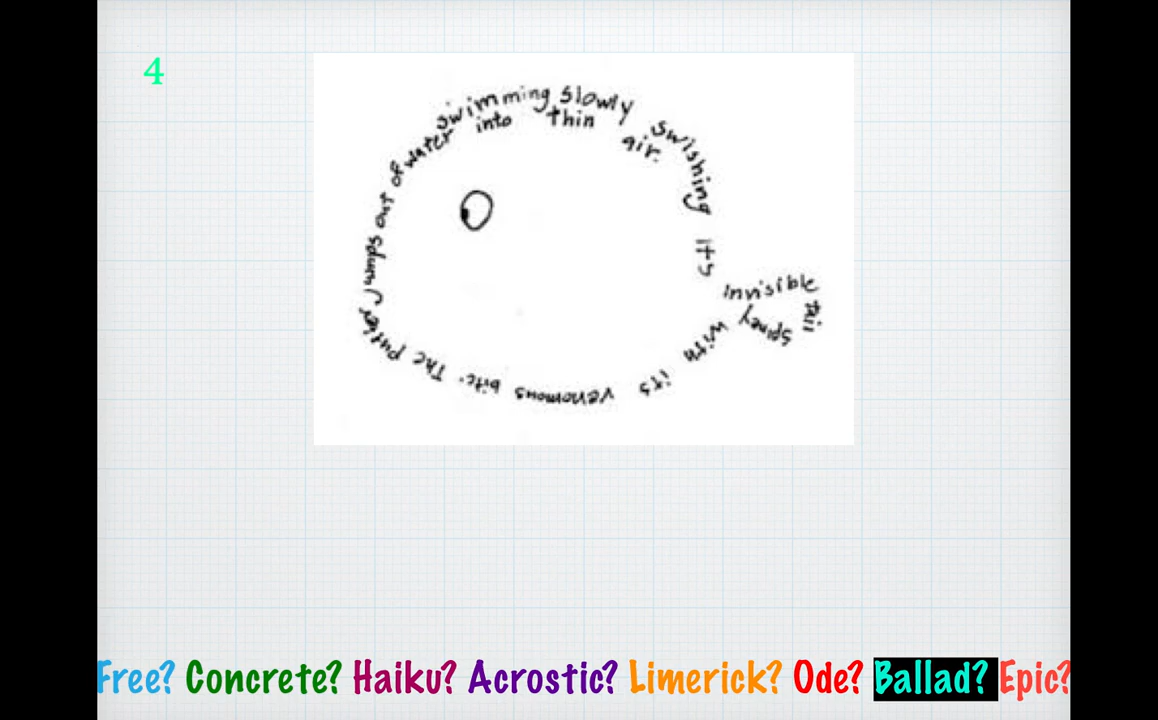 4
swimming slowly swishing its invisible tail spiney with its venomous bite. The puffer Jumps out of water into thin air.
Free? Concrete? Haiku? Acrostic? Limerick? Ode? Ballad? Epic?